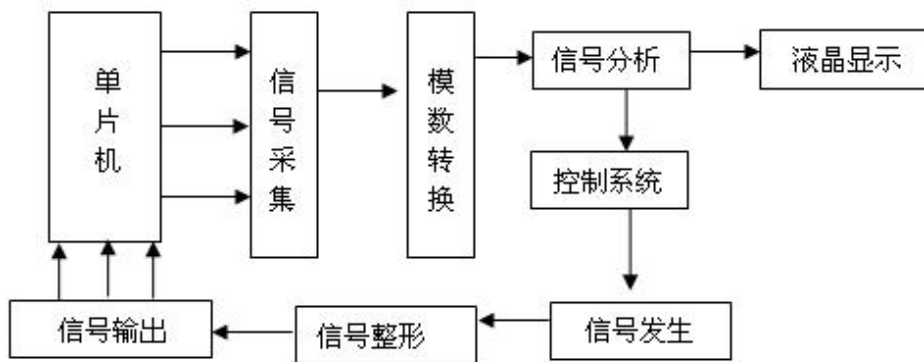 单片机
信号采集
模数转换
信号分析
液晶显示
控制系统
信号输出
信号整形
信号发生